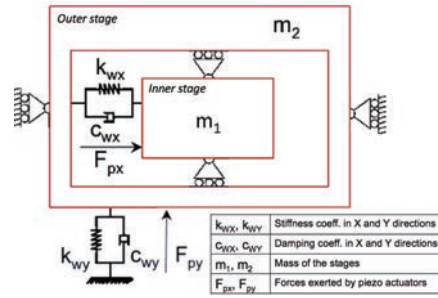 Outer stage
m2
kwx
Inner stage
m1
cwx
Fpx
kwy
cwy
Fpy
kWX, kWY Stiffness coeff. in X and Y directions
cWX, cWY Damping coeff. in X and Y directions
m1, m2 Mass of the stages
Fpx, Fpy Forces exerted by piezo actuators